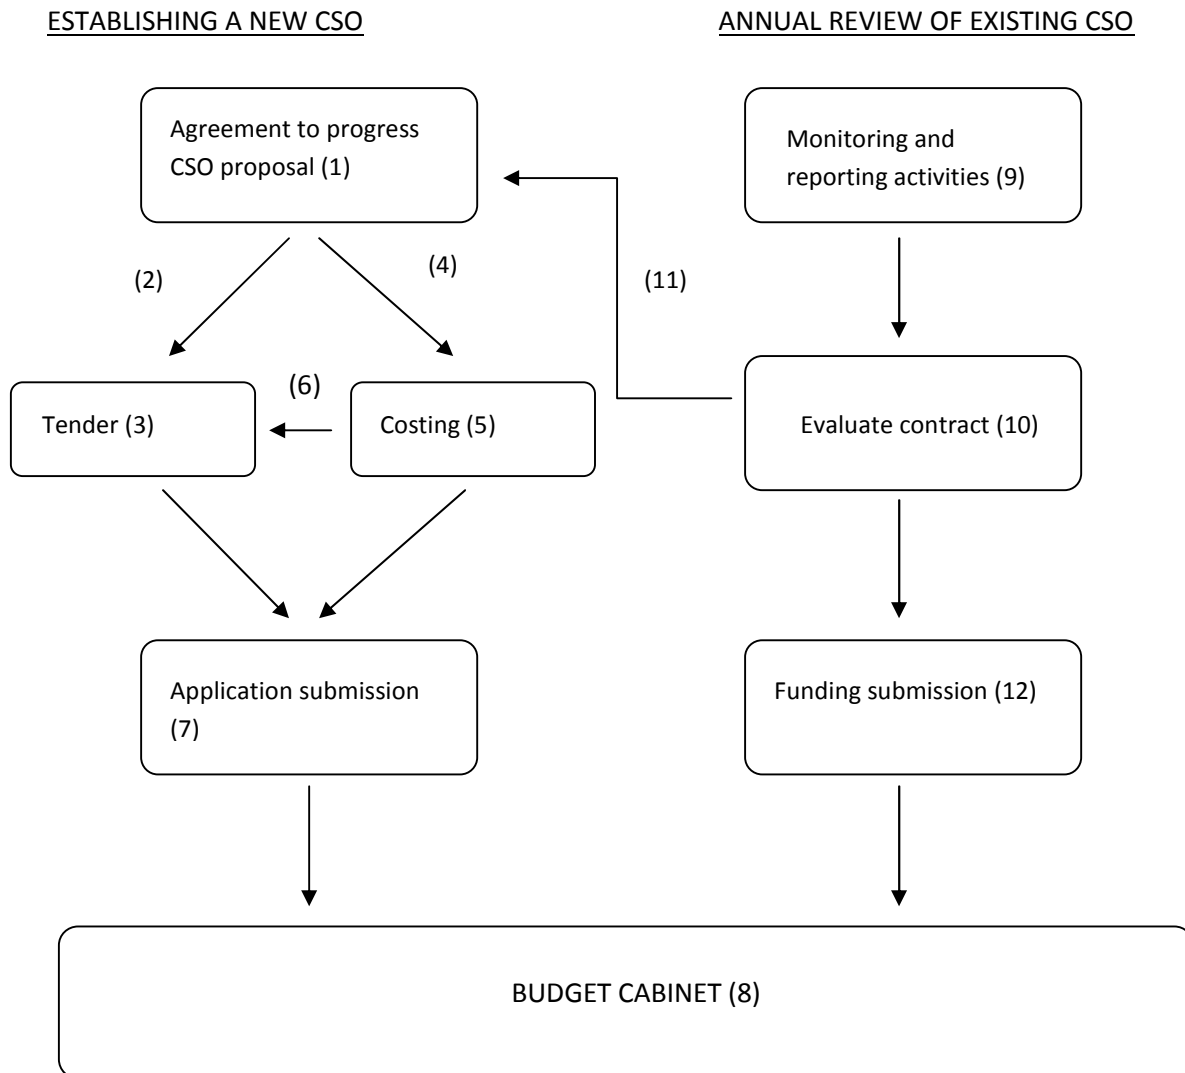 ESTABLISHING A NEW CSO
ANNUAL REVIEW OF EXISTING CSO
Agreement to progress
CSO proposal (1)
Monitoring and
reporting activities (9)
(2)
(4)
(11)
(6)
Tender (3)
Costing (5)
Evaluate contract (10)
Application submission
(7)
Funding submission (12)
BUDGET CABINET (8)